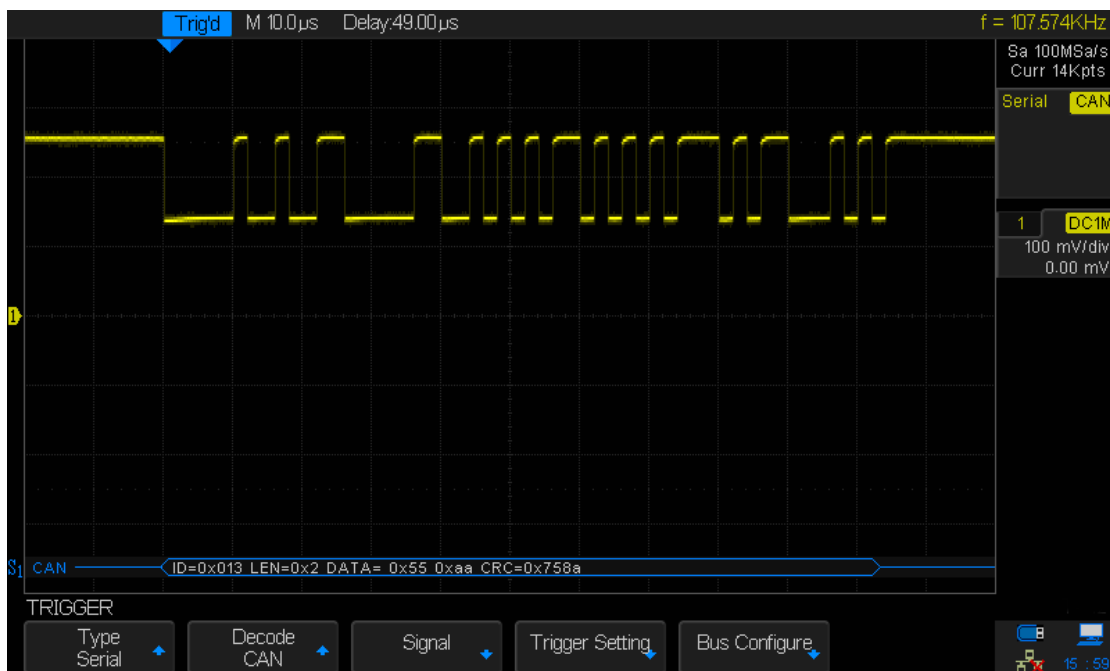 Trig'd M 10.0µs Delay:49.00µs f = 107.574KHz
Sa 100MSa/s
Curr 14Kpts
Serial CAN
1 DC1M
100 mV/div
0.00 mV
1
S1 CAN ID=0x013 LEN=0x2 DATA= 0x55 0xaa CRC=0x758a
TRIGGER
Type
Serial
Decode
CAN
Signal
Trigger Setting
Bus Configure
15 : 59